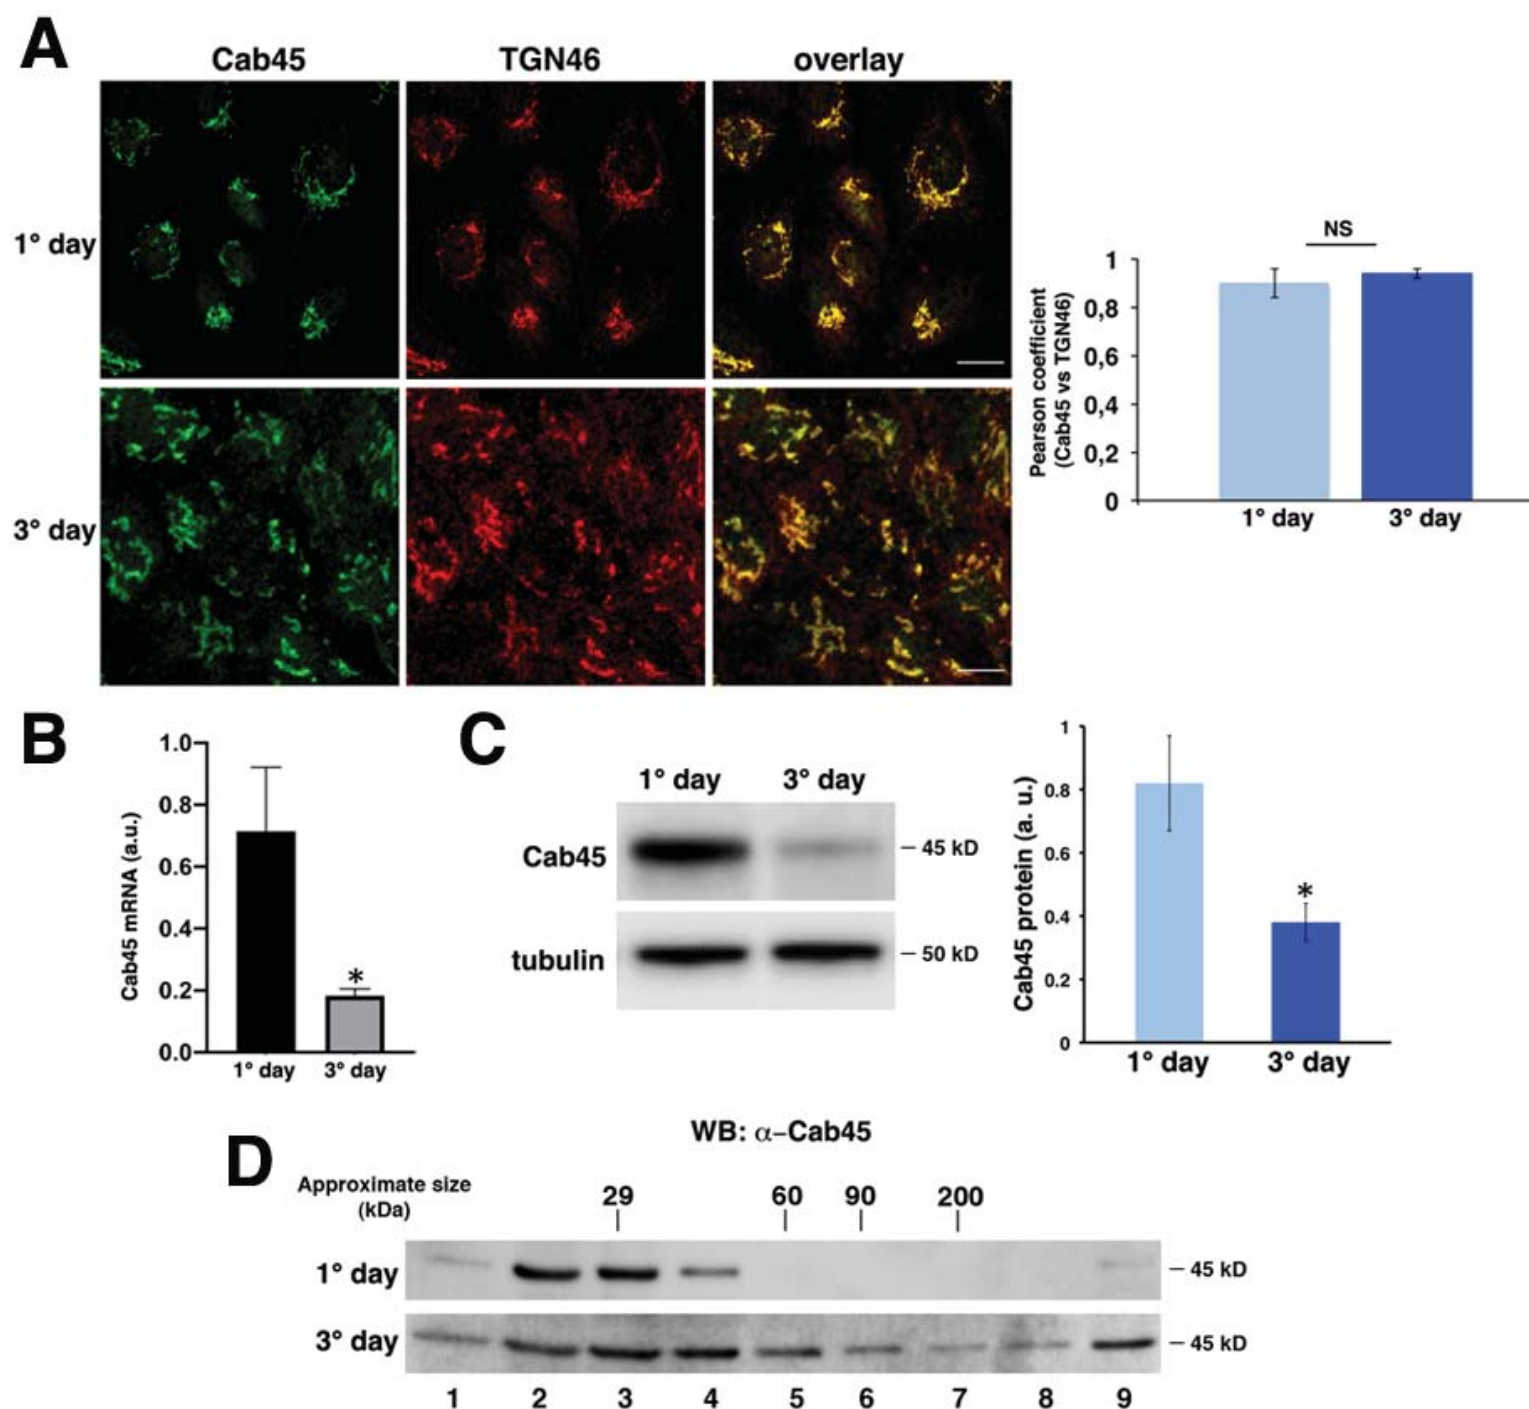 A
Cab45 TGN46 overlay
1° day
3° day
NS
Pearson coefficient
(Cab45 vs TGN46)
1
0,8
0,6
0,4
0,2
0
1° day 3° day
B
Cab45 mRNA (a.u.)
1.0
0.8
0.6
0.4
0.2
0.0
*
1° day 3° day
C
1° day 3° day
Cab45 45 kD
tubulin 50 kD
Cab45 protein (a. u.)
1
0.8
0.6
0.4
0.2
0
*
1° day 3° day
D
WB: α–Cab45
Approximate size
(kDa)
29 60 90 200
1° day 45 kD
3° day 45 kD
1 2 3 4 5 6 7 8 9